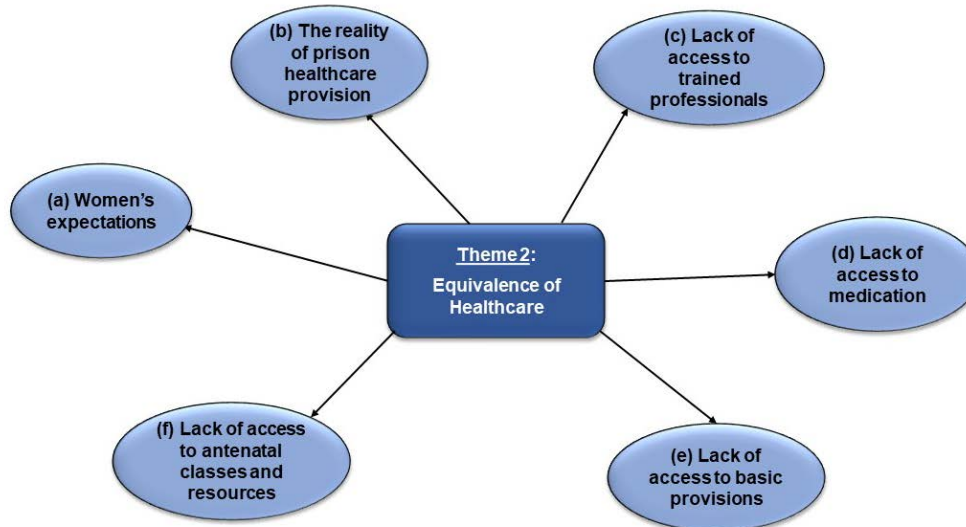 (b) The reality
of prison
healthcare
provision
(c) Lack of
access to
trained
professionals
(a) Women’s
expectations
Theme 2:
Equivalence of
Healthcare
(d) Lack of
access to
medication
(f) Lack of access
to antenatal
classes and
resources
(e) Lack of
access to basic
provisions